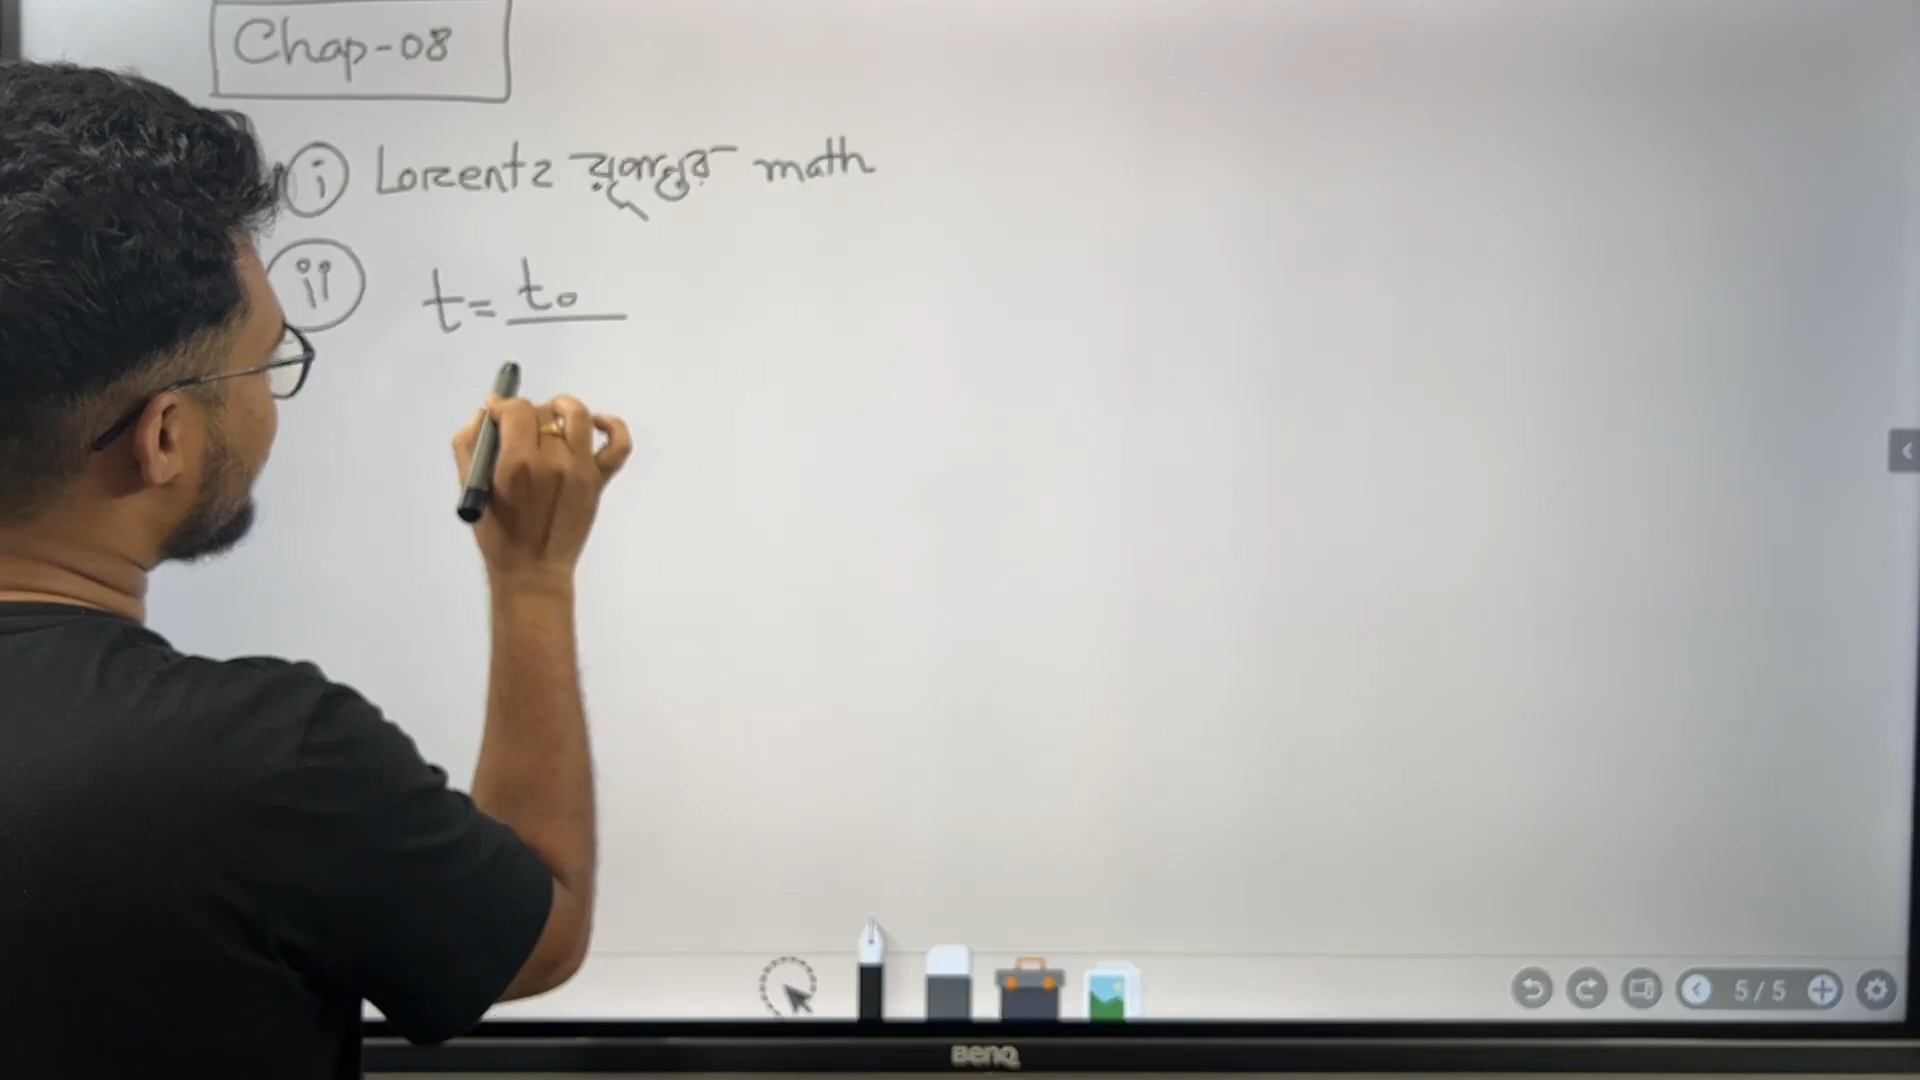 Chap-08
i Lorentz রূপান্তর math
ii t = t₀
5/5
BenQ